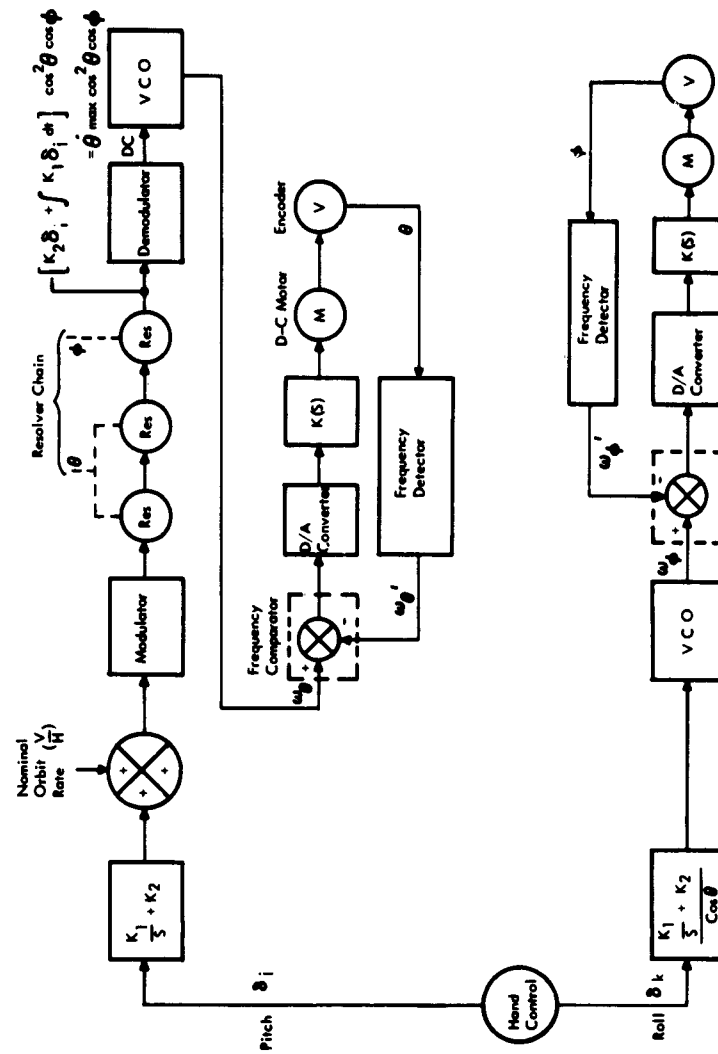 [K₂δi + ∫ K₁δi dt] cos²θ cosϕ
= θ̇ max cos²θ cosϕ
Resolver Chain
θ
ϕ
Nominal
Orbit (V/H)
Rate
K₁/S + K₂
+
+
+
Modulator
Res
Res
Res
Demodulator
DC
VCO
Pitch
δi
Frequency
Comparator
ωθ
+
-
ωθ'
D/A
Converter
K(S)
D-C Motor
M
Encoder
V
θ
Frequency
Detector
Hand
Control
Roll
δk
K₁/S + K₂
Cosθ
VCO
ωϕ
+
-
ωϕ'
D/A
Converter
K(S)
M
V
ϕ
Frequency
Detector